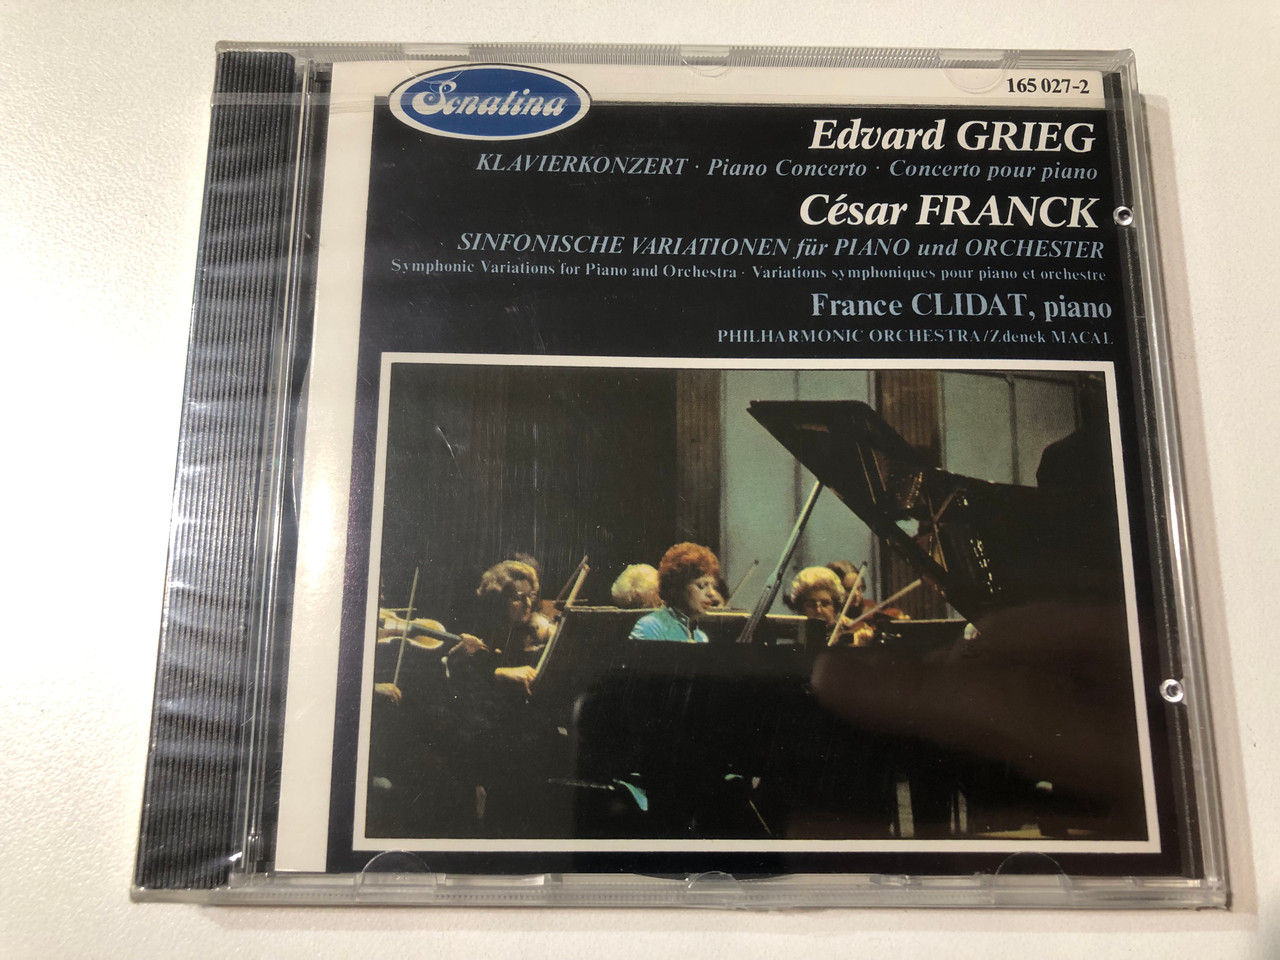 Sonatina
165 027-2
Edvard GRIEG
KLAVIERKONZERT · Piano Concerto · Concerto pour piano
César FRANCK
SINFONISCHE VARIATIONEN für PIANO und ORCHESTER
Symphonic Variations for Piano and Orchestra · Variations symphoniques pour piano et orchestre
France CLIDAT, piano
PHILHARMONIC ORCHESTRA/Zdenek MACAL